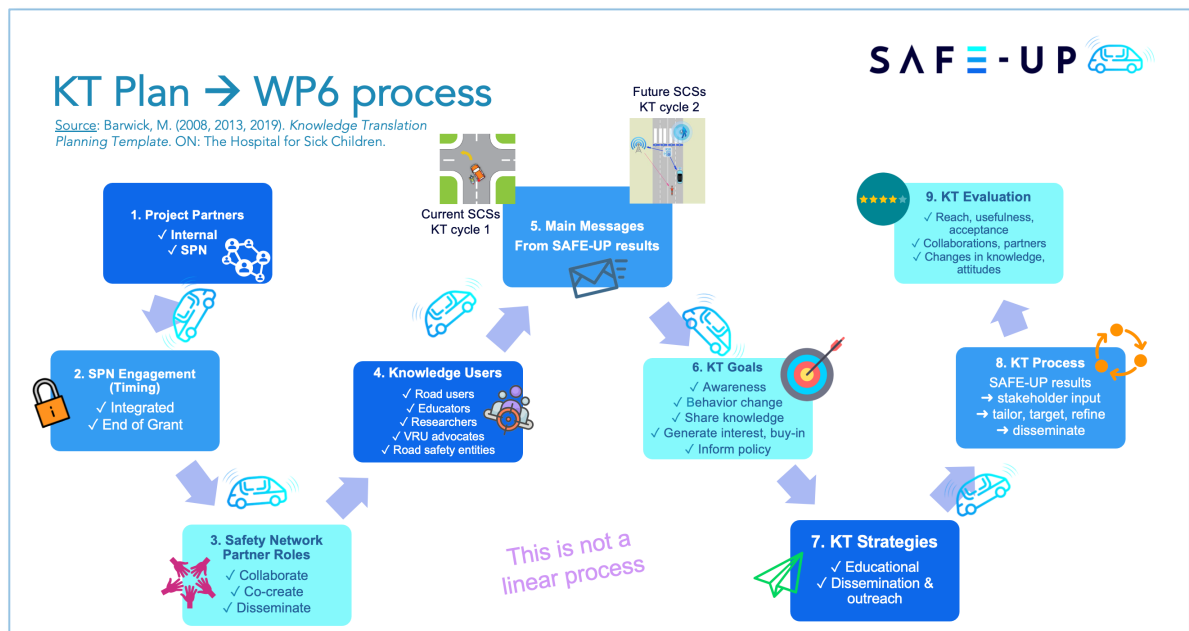 SAFE-UP
KT Plan → WP6 process
Source: Barwick, M. (2008, 2013, 2019). Knowledge Translation
Planning Template. ON: The Hospital for Sick Children.
1. Project Partners
✓ Internal
✓ SPN
2. SPN Engagement
(Timing)
✓ Integrated
✓ End of Grant
3. Safety Network
Partner Roles
✓ Collaborate
✓ Co-create
✓ Disseminate
4. Knowledge Users
✓ Road users
✓ Educators
✓ Researchers
✓ VRU advocates
✓ Road safety entities
Current SCSs
KT cycle 1
Future SCSs
KT cycle 2
5. Main Messages
From SAFE-UP results
6. KT Goals
✓ Awareness
✓ Behavior change
✓ Share knowledge
✓ Generate interest, buy-in
✓ Inform policy
7. KT Strategies
✓ Educational
✓ Dissemination &
outreach
8. KT Process
SAFE-UP results
→ stakeholder input
→ tailor, target, refine
→ disseminate
9. KT Evaluation
✓ Reach, usefulness,
acceptance
✓ Collaborations, partners
✓ Changes in knowledge,
attitudes
This is not a
linear process